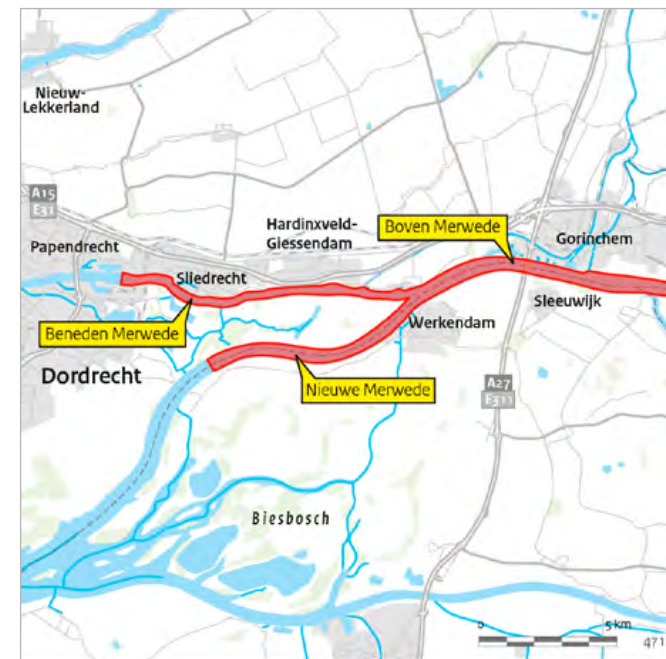 Nieuw-
Lekkerland
A15
E31
Papendrecht
Hardinxveld-
Giessendam
Boven Merwede
Gorinchem
Sliedrecht
Beneden Merwede
Werkendam
Sleeuwijk
Dordrecht
Nieuwe Merwede
A27
E311
Biesbosch
0
5 km
471